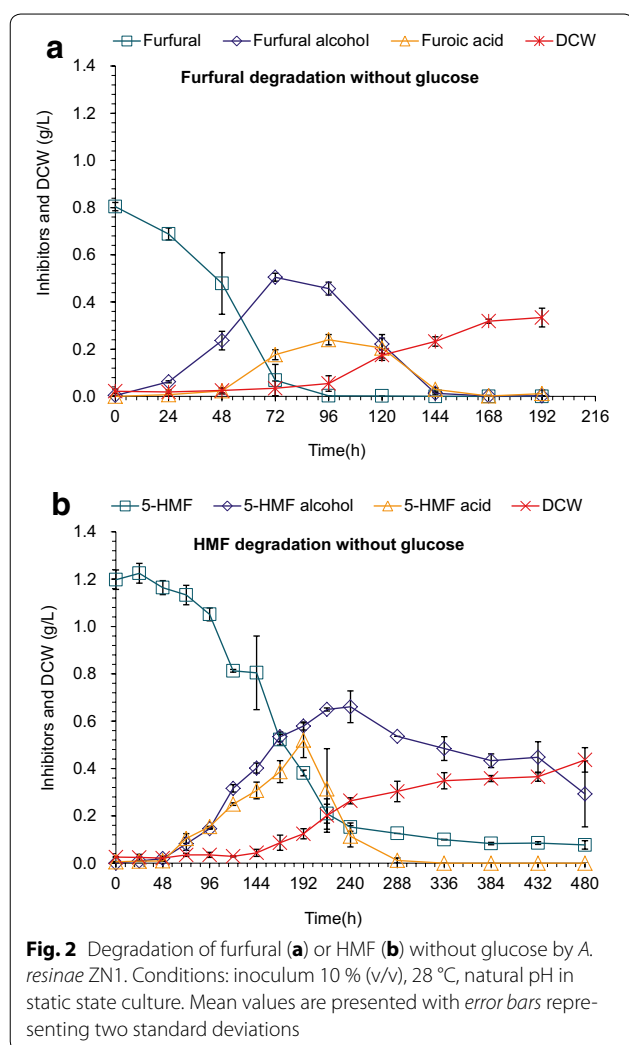 a
Furfural Furfural alcohol Furoic acid DCW
Furfural degradation without glucose
Inhibitors and DCW (g/L)
1.4
1.2
1.0
0.8
0.6
0.4
0.2
0.0
0 24 48 72 96 120 144 168 192 216
Time(h)
b
5-HMF 5-HMF alcohol 5-HMF acid DCW
HMF degradation without glucose
Inhibitors and DCW (g/L)
1.4
1.2
1.0
0.8
0.6
0.4
0.2
0.0
0 48 96 144 192 240 288 336 384 432 480
Time(h)
Fig. 2 Degradation of furfural (a) or HMF (b) without glucose by A.
resinae ZN1. Conditions: inoculum 10 % (v/v), 28 °C, natural pH in
static state culture. Mean values are presented with error bars repre-
senting two standard deviations